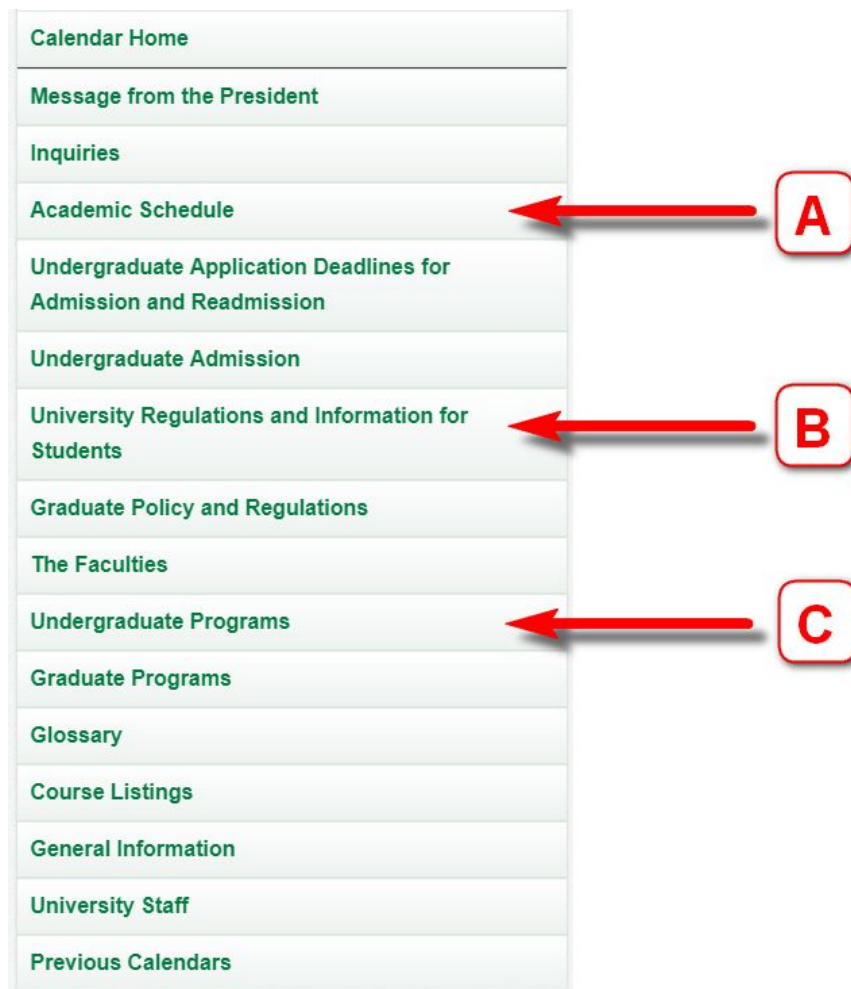 Calendar Home
Message from the President
Inquiries
Academic Schedule
A
Undergraduate Application Deadlines for
Admission and Readmission
Undergraduate Admission
University Regulations and Information for
Students
B
Graduate Policy and Regulations
The Faculties
Undergraduate Programs
C
Graduate Programs
Glossary
Course Listings
General Information
University Staff
Previous Calendars